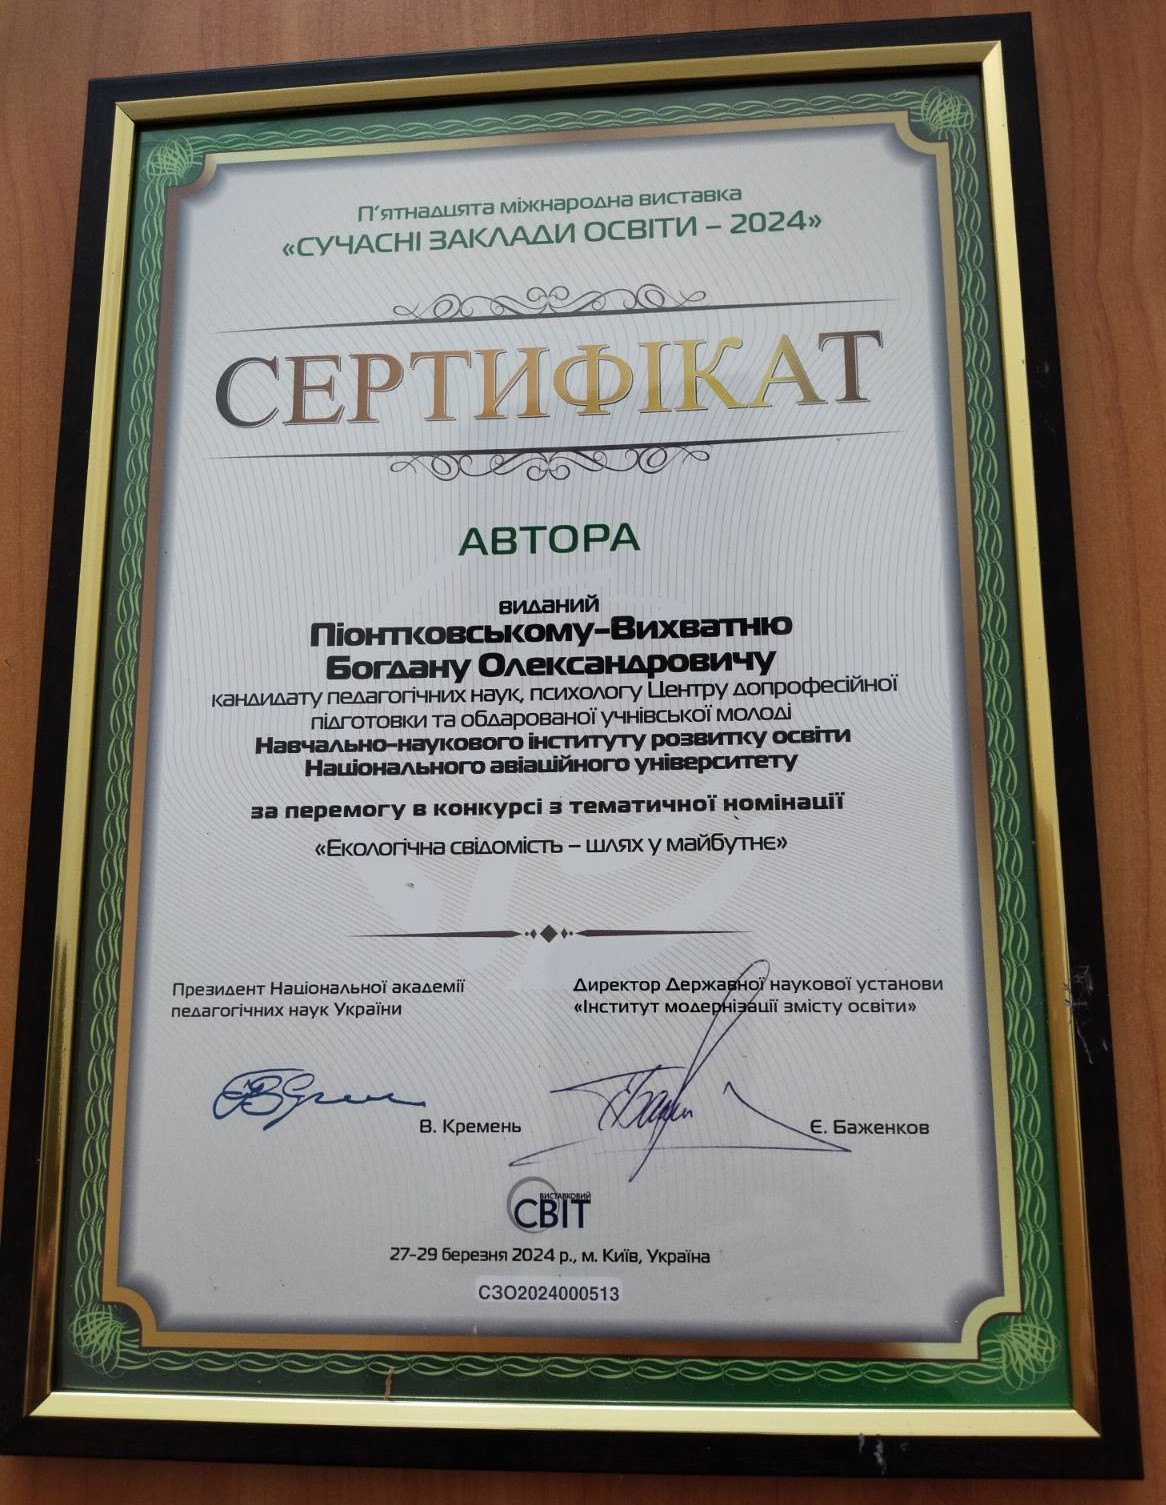 П'ятнадцята міжнародна виставка
«СУЧАСНІ ЗАКЛАДИ ОСВІТИ – 2024»
СЕРТИФІКАТ
АВТОРА
виданий
Піонтковському-Вихватню
Богдану Олександровичу
кандидату педагогічних наук, психологу Центру допрофесійної
підготовки та обдарованої учнівської молоді
Навчально-наукового інституту розвитку освіти
Національного авіаційного університету
за перемогу в конкурсі з тематичної номінації
«Екологічна свідомість – шлях у майбутнє»
Президент Національної академії
педагогічних наук України
Директор Державної наукової установи
«Інститут модернізації змісту освіти»
В. Кремень
Є. Баженков
ВИСТАВКОВИЙ
СВІТ
27-29 березня 2024 р., м. Київ, Україна
СЗО2024000513